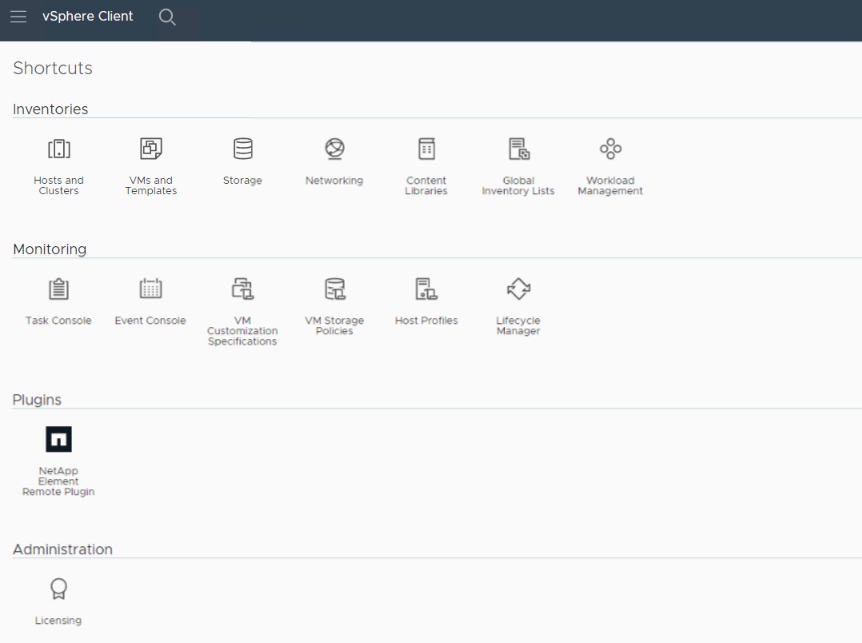 vSphere Client
Shortcuts
Inventories
Hosts and
Clusters
VMs and
Templates
Storage
Networking
Content
Libraries
Global
Inventory Lists
Workload
Management
Monitoring
Task Console
Event Console
VM
Customization
Specifications
VM Storage
Policies
Host Profiles
Lifecycle
Manager
Plugins
NetApp
Element
Remote Plugin
Administration
Licensing